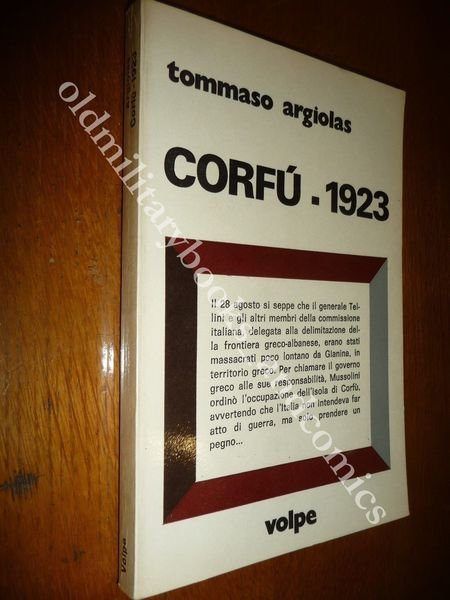 tommaso argiolas
CORFÚ . 1923
Il 28 agosto si seppe che il generale Tel-
lini e gli altri membri della commissione
italiana, delegata alla delimitazione del-
la frontiera greco-albanese, erano stati
massacrati poco lontano da Gianina, in
territorio greco. Per chiamare il governo
greco alle sue responsabilità, Mussolini
ordinò l'occupazione dell'isola di Corfù,
avvertendo che l'Italia non intendeva far
atto di guerra, ma solo prendere un
pegno...
volpe
Corfù - 1923
Volpe